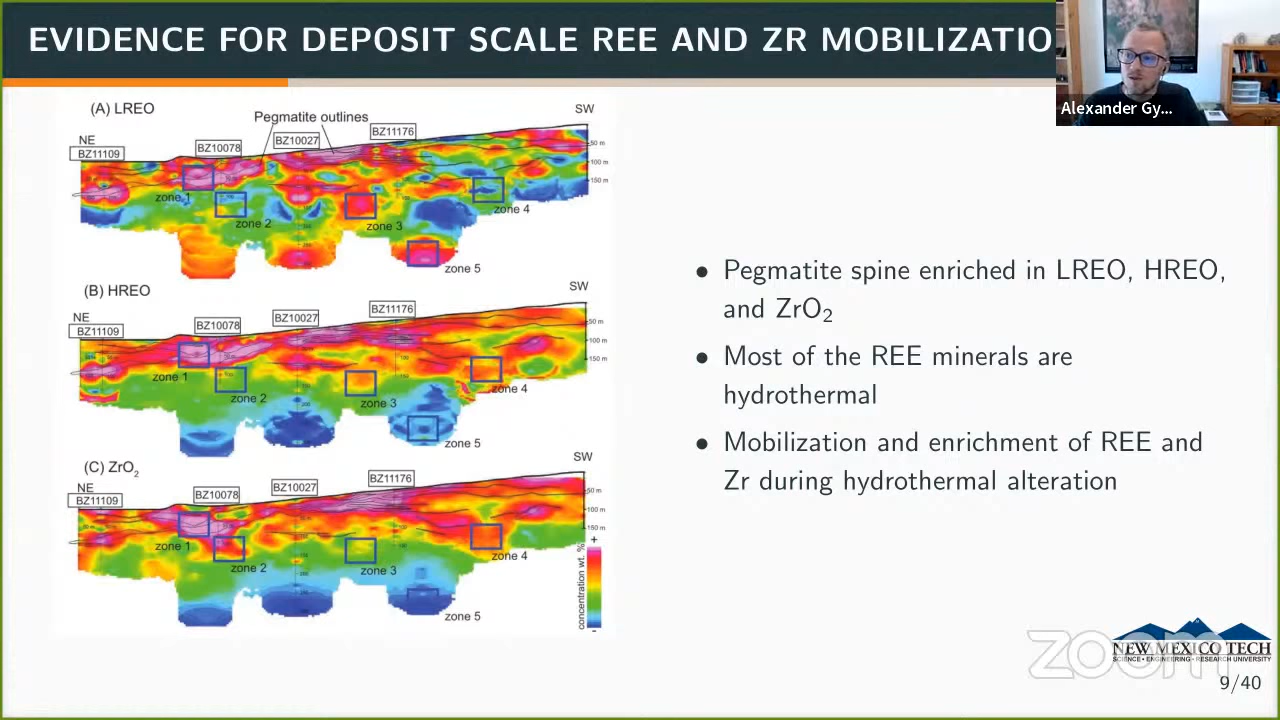 EVIDENCE FOR DEPOSIT SCALE REE AND ZR MOBILIZATIO
Alexander Gy...
(A) LREO
Pegmatite outlines
SW
NE
BZ11109
BZ10078
BZ10027
BZ11176
50 m
100 m
150 m
zone 1
zone 2
zone 3
zone 4
zone 5
(B) HREO
SW
NE
BZ11109
BZ10078
BZ10027
BZ11176
50 m
100 m
150 m
zone 1
zone 2
zone 3
zone 4
zone 5
(C) ZrO2
SW
NE
BZ11109
BZ10078
BZ10027
BZ11176
50 m
100 m
150 m
zone 1
zone 2
zone 3
zone 4
zone 5
concentration wt. %
+
-
• Pegmatite spine enriched in LREO, HREO,
and ZrO2
• Most of the REE minerals are
hydrothermal
• Mobilization and enrichment of REE and
Zr during hydrothermal alteration
zoom
NEW MEXICO TECH
SCIENCE • ENGINEERING • RESEARCH UNIVERSITY
9/40